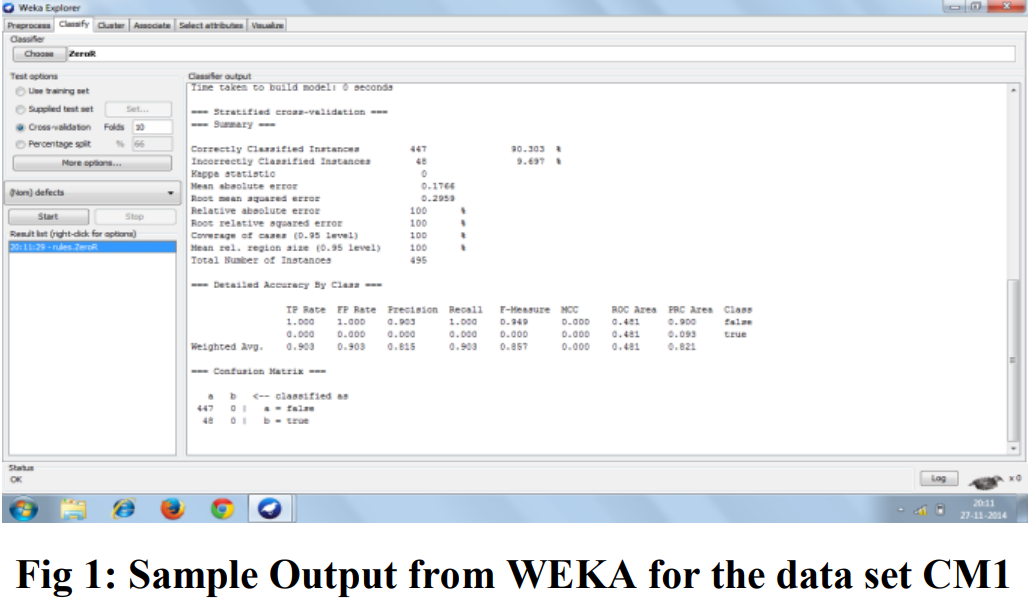 Weka Explorer
Preprocess Classify Cluster Associate Select attributes Visualize
Classifier
Choose ZeroR
Test options
Use training set
Supplied test set Set...
Cross-validation Folds 10
Percentage split % 66
More options...
(Nom) defects
Start Stop
Result list (right-click for options)
20:11:29 - rules.ZeroR
Classifier output
Time taken to build model: 0 seconds
=== Stratified cross-validation ===
=== Summary ===
Correctly Classified Instances 447 90.303 %
Incorrectly Classified Instances 48 9.697 %
Kappa statistic 0
Mean absolute error 0.1766
Root mean squared error 0.2959
Relative absolute error 100 %
Root relative squared error 100 %
Coverage of cases (0.95 level) 100 %
Mean rel. region size (0.95 level) 100 %
Total Number of Instances 495
=== Detailed Accuracy By Class ===
TP Rate FP Rate Precision Recall F-Measure MCC ROC Area PRC Area Class
1.000 1.000 0.903 1.000 0.949 0.000 0.481 0.900 false
0.000 0.000 0.000 0.000 0.000 0.000 0.481 0.093 true
Weighted Avg. 0.903 0.903 0.815 0.903 0.857 0.000 0.481 0.821
=== Confusion Matrix ===
a b <-- classified as
447 0 | a = false
48 0 | b = true
Status
OK
Log x 0
20:11
27-11-2014
Fig 1: Sample Output from WEKA for the data set CM1